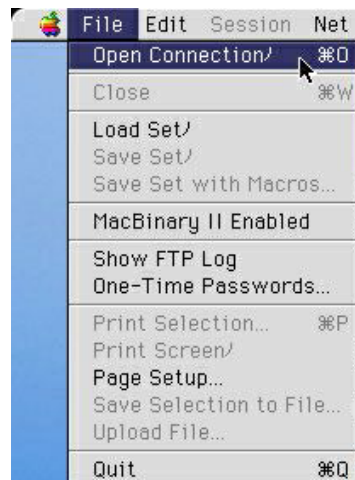 File Edit Session Net
Open Connection/ ⌘O
Close ⌘W
Load Set/
Save Set/
Save Set with Macros...
MacBinary II Enabled
Show FTP Log
One-Time Passwords...
Print Selection... ⌘P
Print Screen/
Page Setup...
Save Selection to File...
Upload File...
Quit ⌘Q